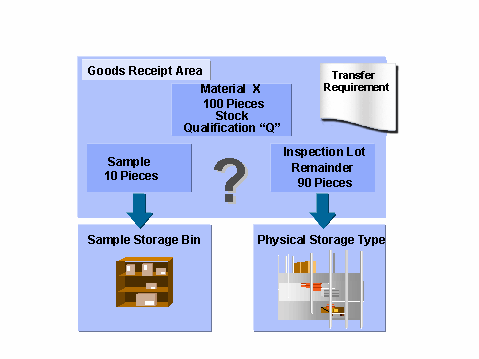 Goods Receipt Area
Transfer
Requirement
Material X
100 Pieces
Stock
Qualification “Q”
Sample
10 Pieces
?
Inspection Lot
Remainder
90 Pieces
Sample Storage Bin
Physical Storage Type